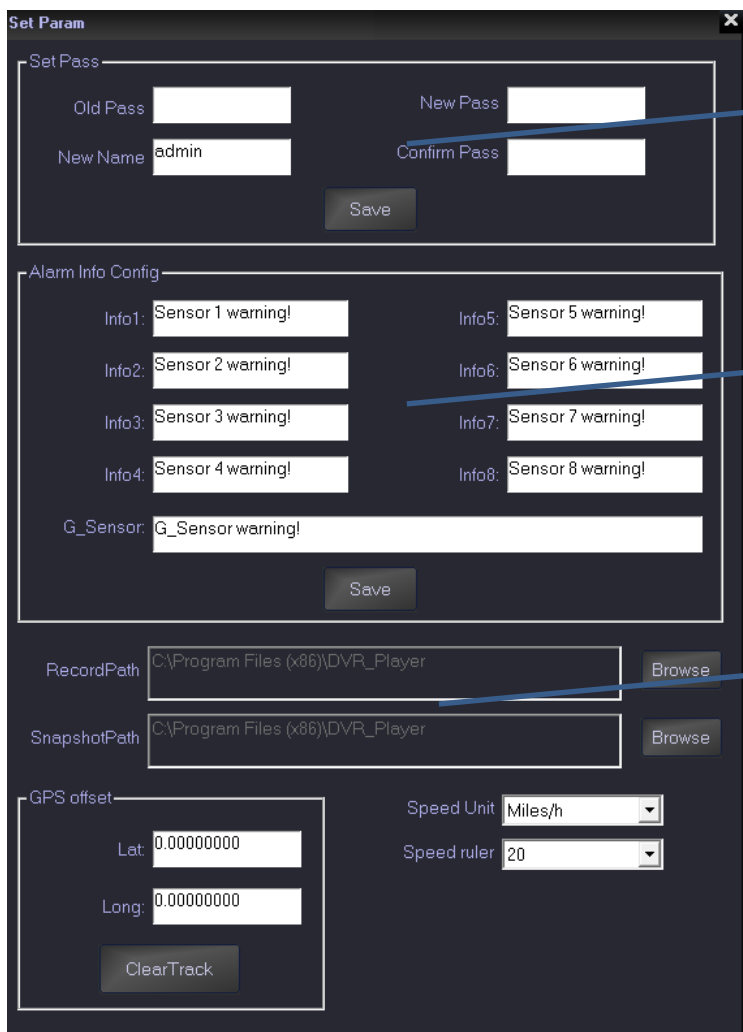 Set Param
Set Pass
Old Pass
New Pass
New Name admin
Confirm Pass
Save
Alarm Info Config
Info1: Sensor 1 warning!
Info5: Sensor 5 warning!
Info2: Sensor 2 warning!
Info6: Sensor 6 warning!
Info3: Sensor 3 warning!
Info7: Sensor 7 warning!
Info4: Sensor 4 warning!
Info8: Sensor 8 warning!
G_Sensor: G_Sensor warning!
Save
RecordPath C:\Program Files (x86)\DVR_Player Browse
SnapshotPath C:\Program Files (x86)\DVR_Player Browse
GPS offset
Lat: 0.00000000
Long: 0.00000000
ClearTrack
Speed Unit Miles/h
Speed ruler 20